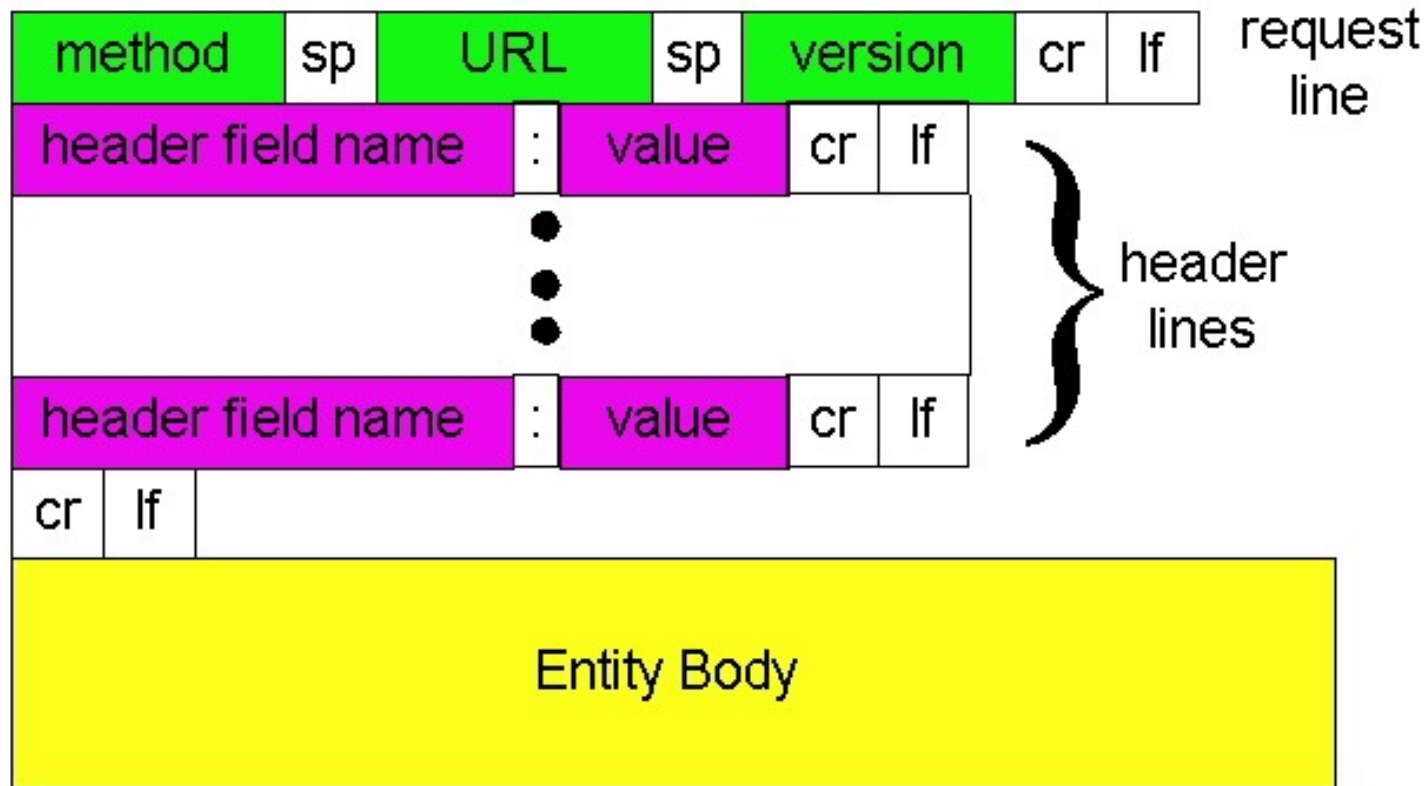 method sp URL sp version cr lf request line
header field name : value cr lf
header lines
header field name : value cr lf
cr lf
Entity Body